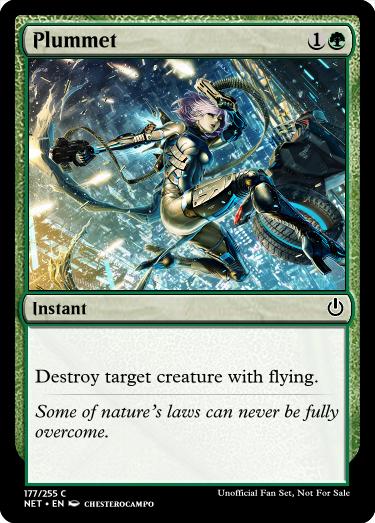 Plummet 1
Instant
Destroy target creature with flying.
Some of nature's laws can never be fully
overcome.
177/255 C
NET • EN CHESTEROCAMPO
Unofficial Fan Set, Not For Sale